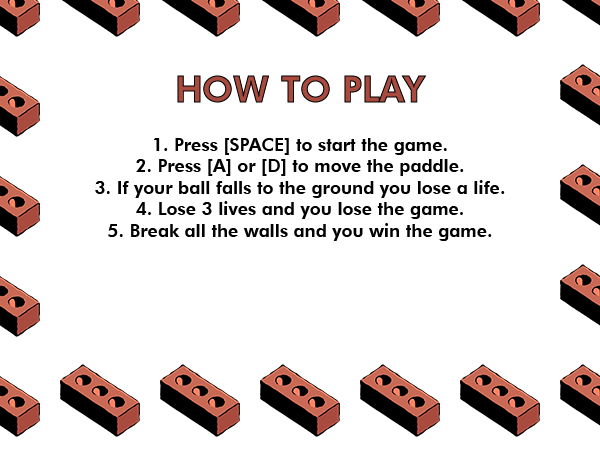 HOW TO PLAY
1. Press [SPACE] to start the game.
2. Press [A] or [D] to move the paddle.
3. If your ball falls to the ground you lose a life.
4. Lose 3 lives and you lose the game.
5. Break all the walls and you win the game.